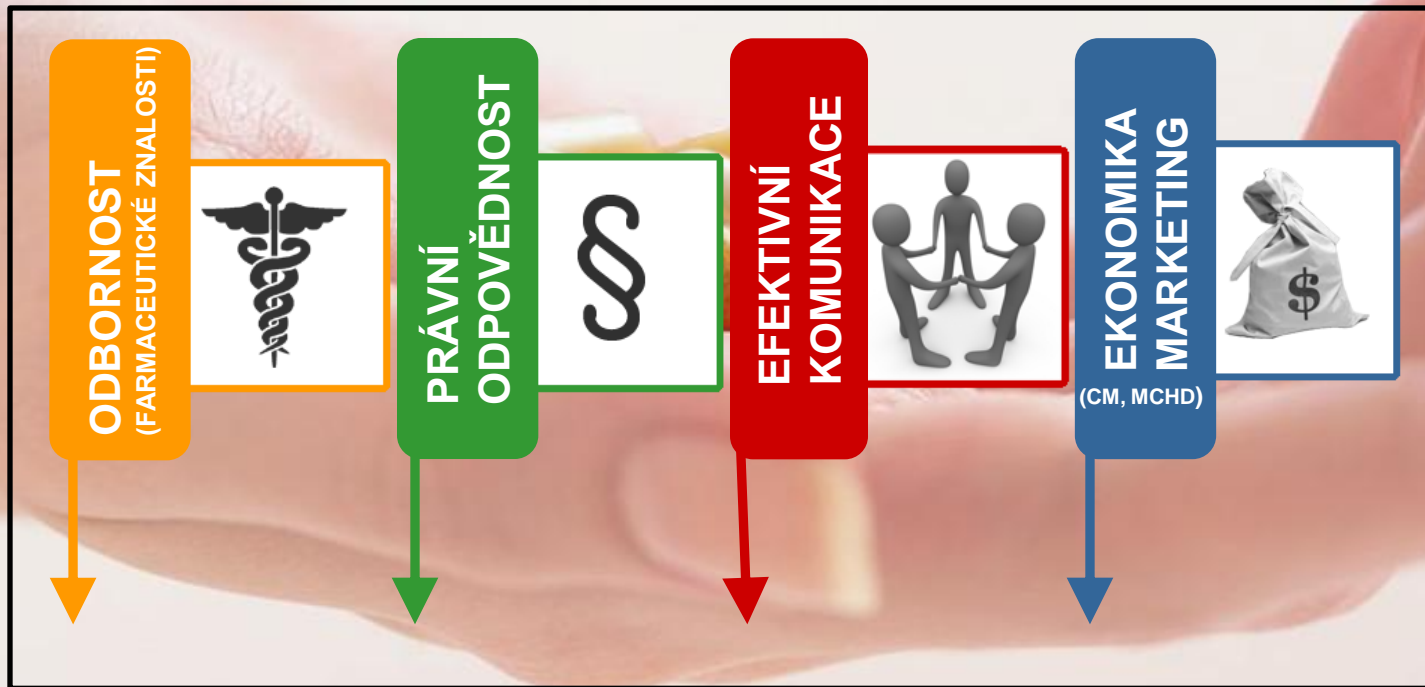 ODBORNOST
(FARMACEUTICKÉ ZNALOSTI)
PRÁVNÍ
ODPOVĚDNOST
§
EFEKTIVNÍ
KOMUNIKACE
EKONOMIKA
MARKETING
(CM, MCHD)
$